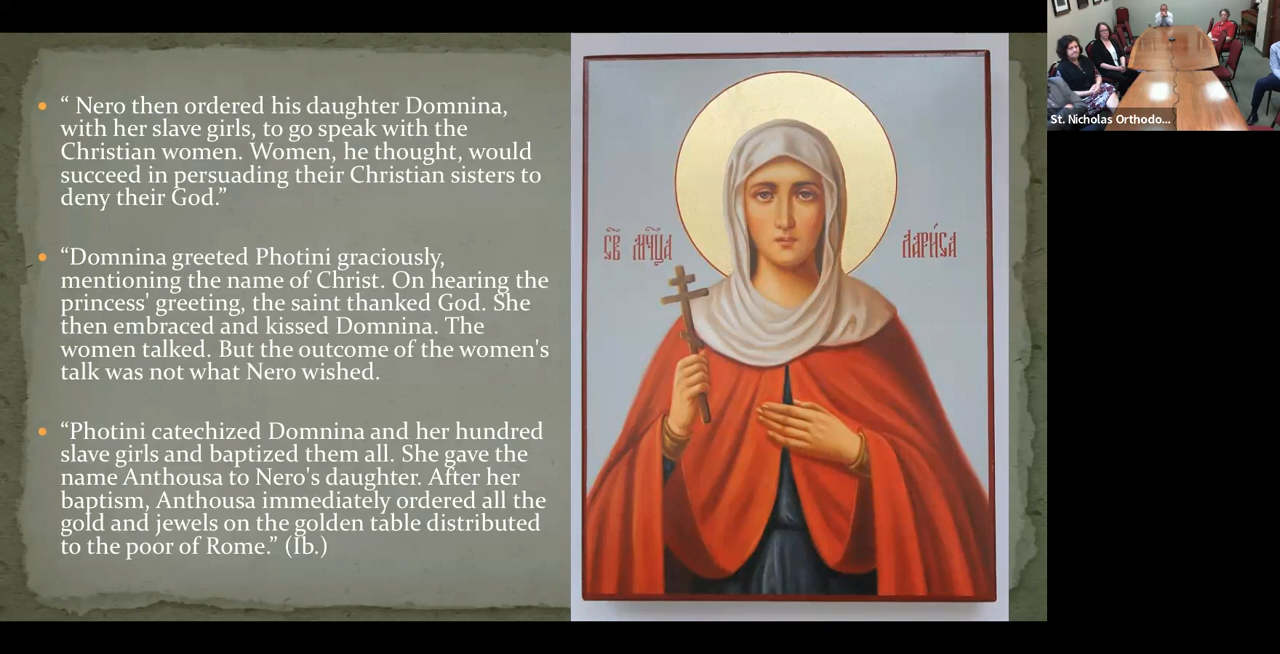 “ Nero then ordered his daughter Domnina,
with her slave girls, to go speak with the
Christian women. Women, he thought, would
succeed in persuading their Christian sisters to
deny their God.”
“Domnina greeted Photini graciously,
mentioning the name of Christ. On hearing the
princess' greeting, the saint thanked God. She
then embraced and kissed Domnina. The
women talked. But the outcome of the women's
talk was not what Nero wished.
“Photini catechized Domnina and her hundred
slave girls and baptized them all. She gave the
name Anthousa to Nero's daughter. After her
baptism, Anthousa immediately ordered all the
gold and jewels on the golden table distributed
to the poor of Rome.” (Ib.)
СВ МЧЦА
ЛАРИ́СА
St. Nicholas Orthodo...